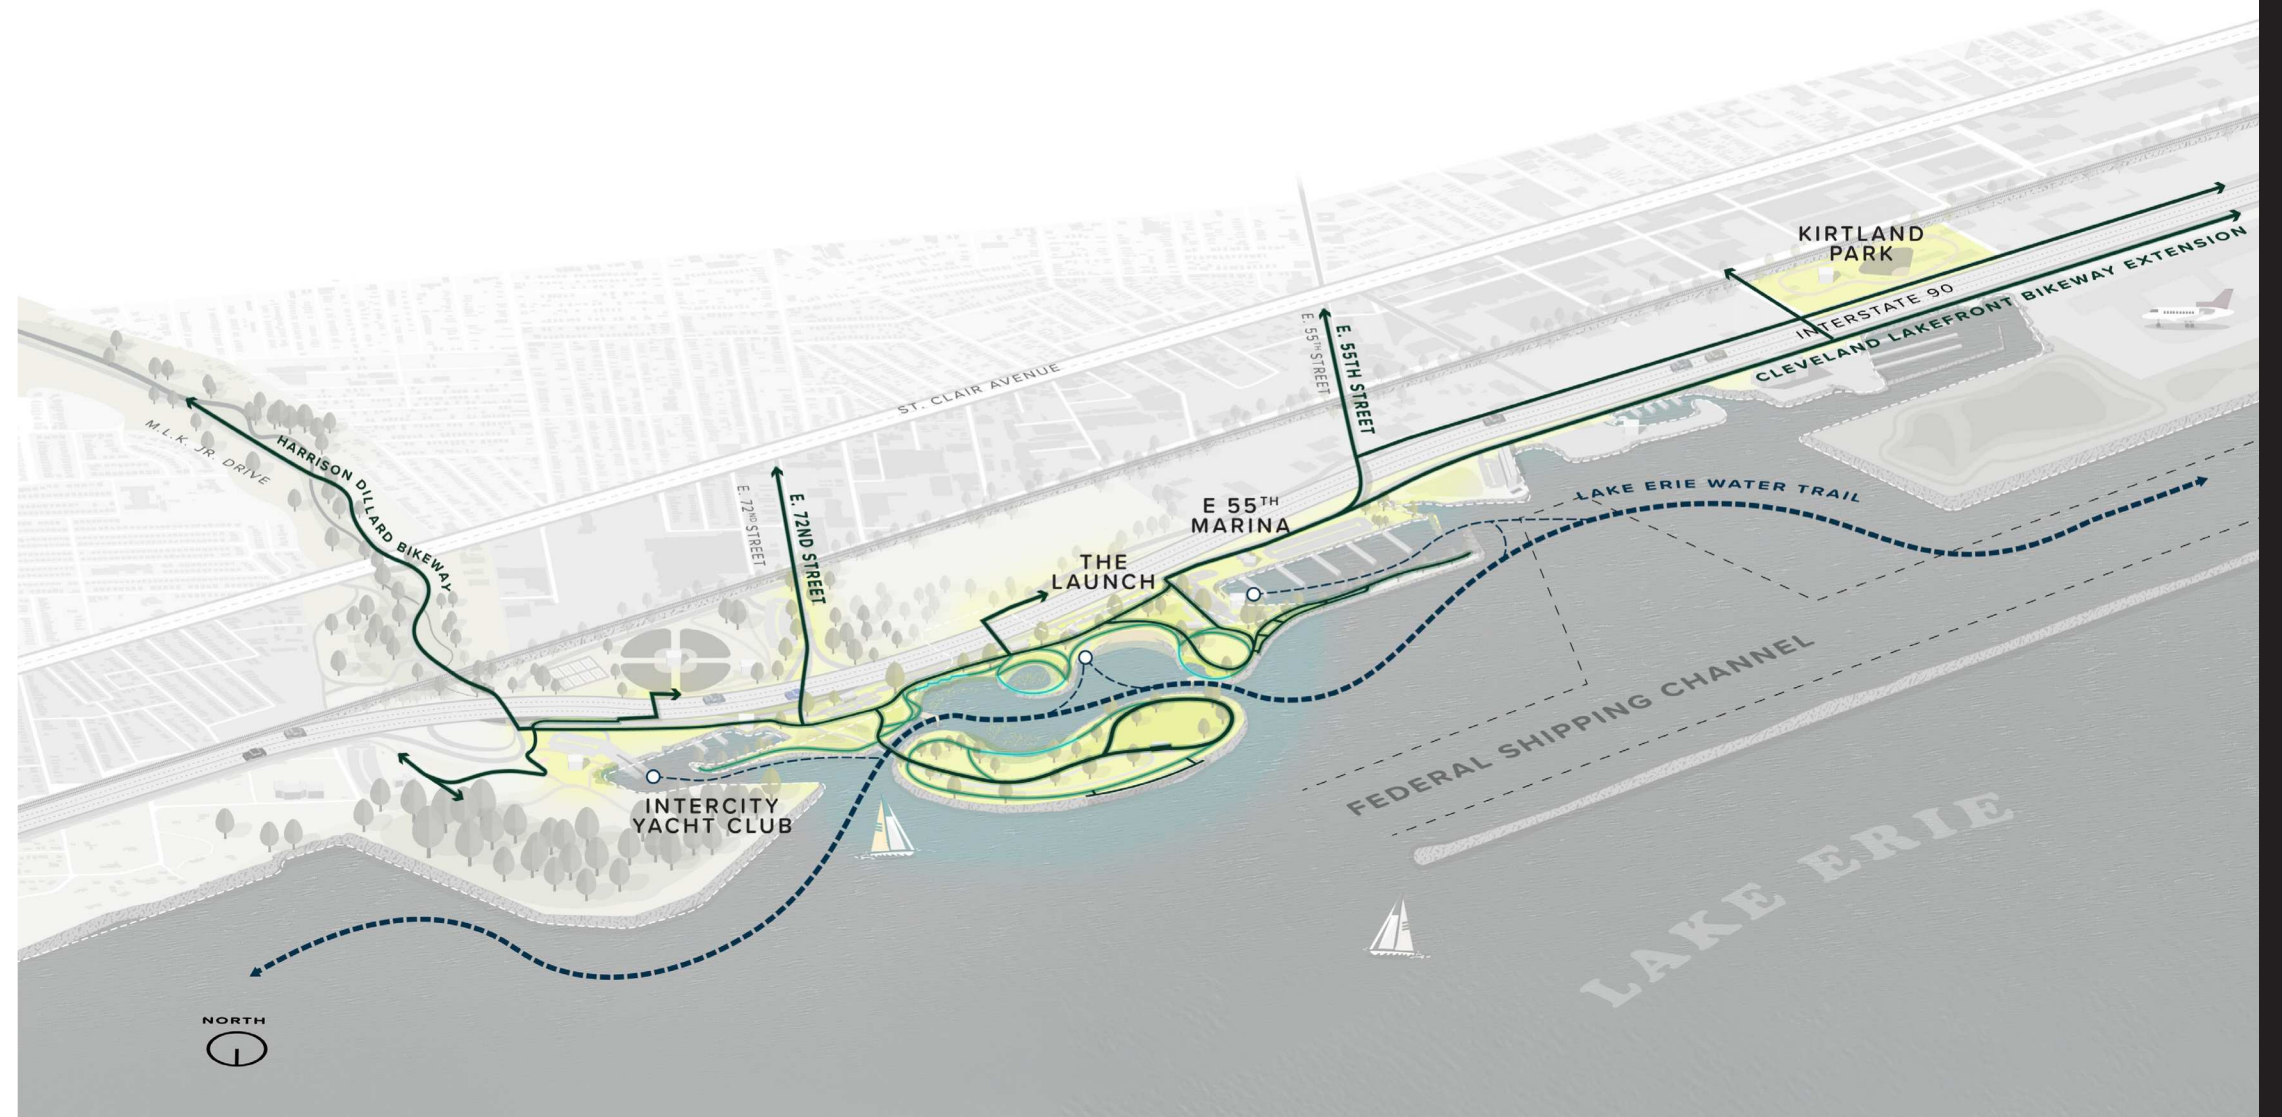 KIRTLAND
PARK
INTERSTATE 90
CLEVELAND LAKEFRONT BIKEWAY EXTENSION
E. 55TH STREET
E. 55TH STREET
ST. CLAIR AVENUE
M.L.K. JR. DRIVE
HARRISON DILLARD BIKEWAY
E. 72ND STREET
E. 72ND STREET
E 55TH
MARINA
THE
LAUNCH
LAKE ERIE WATER TRAIL
INTERCITY
YACHT CLUB
FEDERAL SHIPPING CHANNEL
LAKE ERIE
NORTH